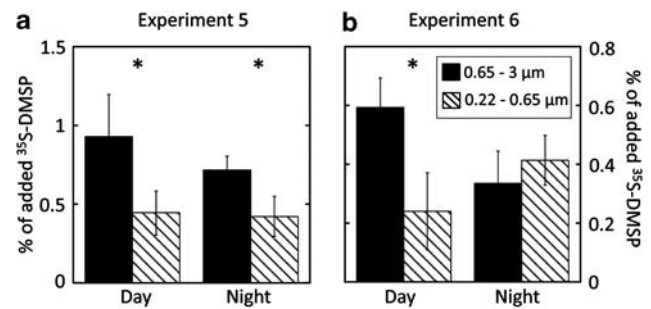 a
Experiment 5
% of added ³⁵S-DMSP
1.5
1
0.5
0
*
*
Day
Night
b
Experiment 6
0.65 - 3 µm
0.22 - 0.65 µm
*
Day
Night
0.8
0.6
0.4
0.2
0
% of added ³⁵S-DMSP